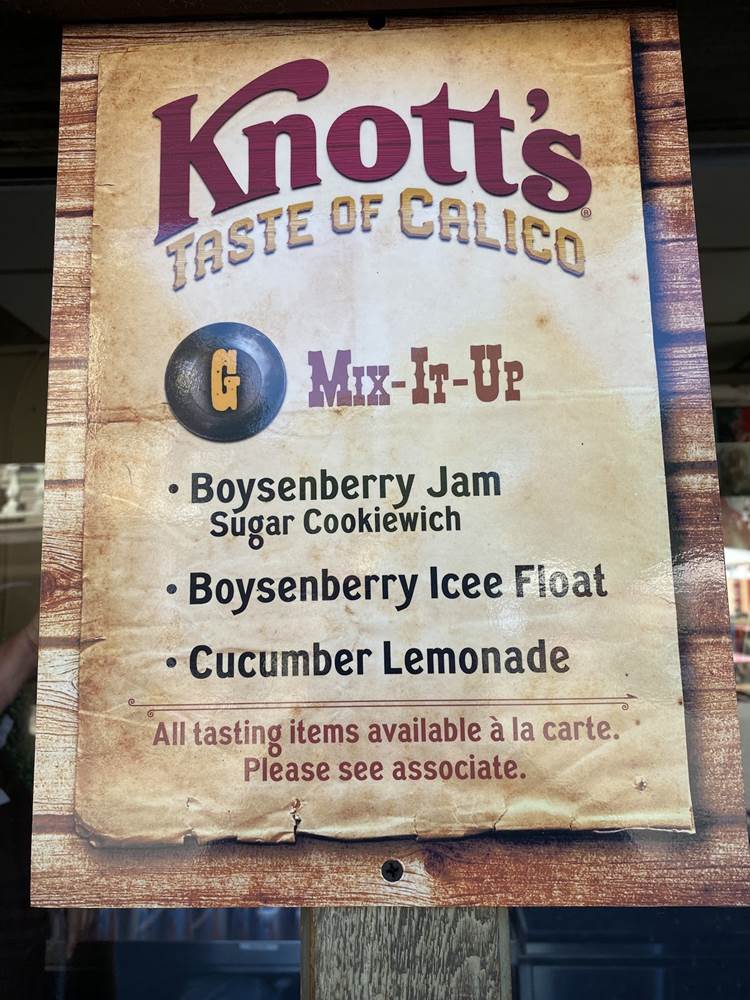 Knott's®
Taste of Calico
G Mix-It-Up
• Boysenberry Jam
Sugar Cookiewich
• Boysenberry Icee Float
• Cucumber Lemonade
All tasting items available à la carte.
Please see associate.